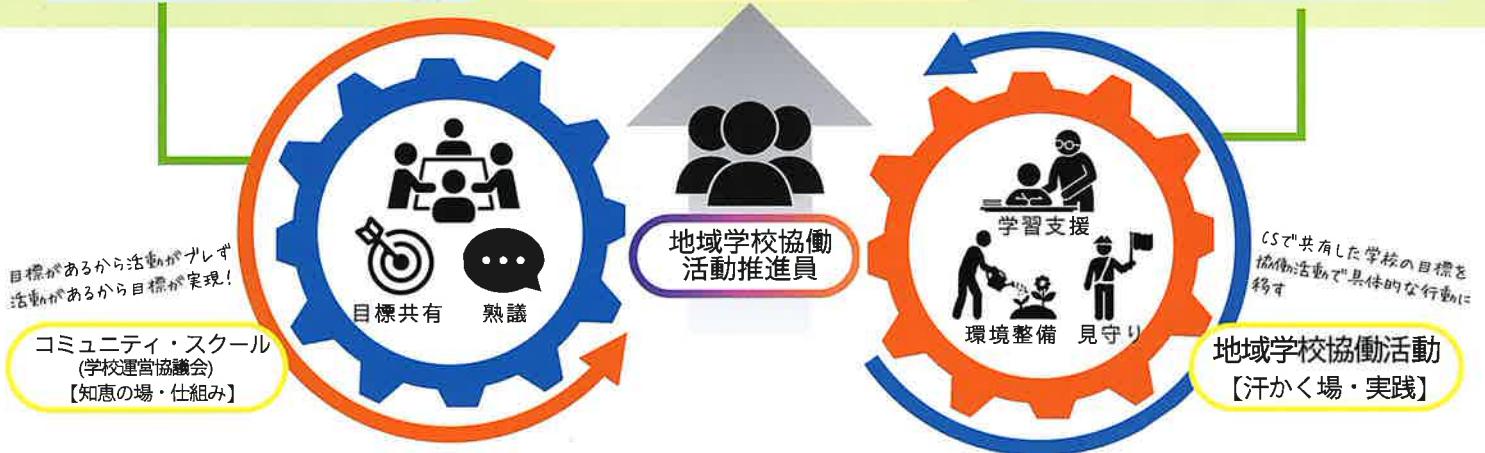 目標があるから活動がブレず
活動があるから目標が実現！
コミュニティ・スクール
(学校運営協議会)
【知恵の場・仕組み】
目標共有
熟議
地域学校協働
活動推進員
学習支援
環境整備
見守り
CSで共有した学校の目標を
協働活動で具体的な行動に
移す
地域学校協働活動
【汗かく場・実践】